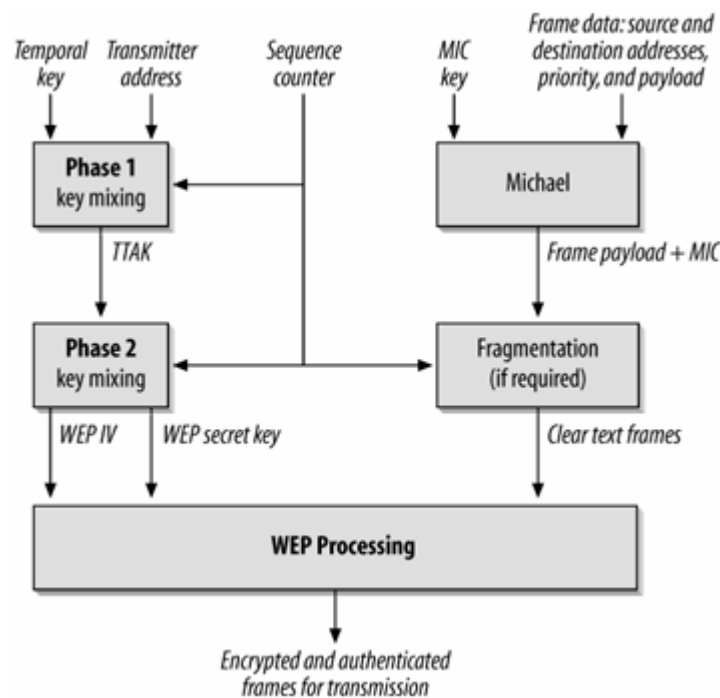 Temporal
key
Transmitter
address
Sequence
counter
MIC
key
Frame data: source and
destination addresses,
priority, and payload
Phase 1
key mixing
Michael
TTAK
Frame payload + MIC
Phase 2
key mixing
Fragmentation
(if required)
WEP IV
WEP secret key
Clear text frames
WEP Processing
Encrypted and authenticated
frames for transmission